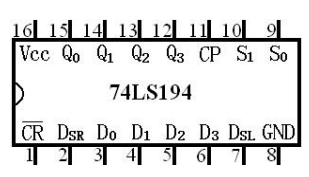 16 15 14 13 12 11 10 9
Vcc Q₀ Q₁ Q₂ Q₃ CP S₁ S₀
74LS194
C̅R̅ DSR D₀ D₁ D₂ D₃ DSL GND
1 2 3 4 5 6 7 8